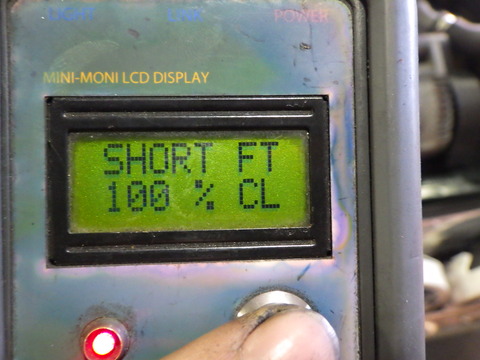 LIGHT LINK POWER
MINI-MONI LCD DISPLAY
SHORT FT
100 % CL